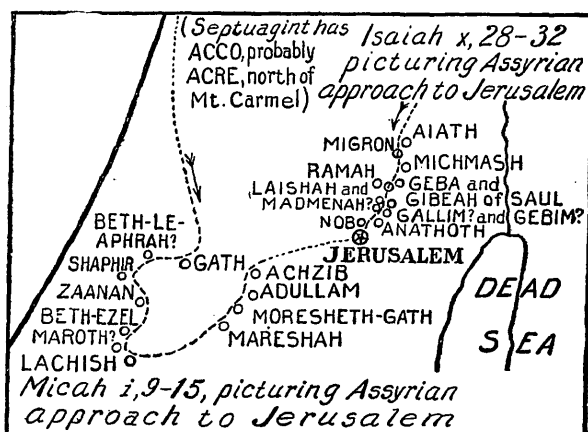 (Septuagint has
ACCO, probably
ACRE, north of
Mt. Carmel)
Isaiah x, 28-32
picturing Assyrian
approach to Jerusalem
MIGRON
AIATH
MICHMASH
RAMAH
GEBA and
GIBEAH of SAUL
LAISHAH and
MADMENAH?
GALLIM? and GEBIM?
NOB
ANATHOTH
JERUSALEM
BETH-LE-
APHRAH?
SHAPHIR
GATH
ACHZIB
ZAANAN
ADULLAM
BETH-EZEL
MORESHETH-GATH
MAROTH?
MARESHAH
LACHISH
DEAD
SEA
Micah i, 9-15, picturing Assyrian
approach to Jerusalem